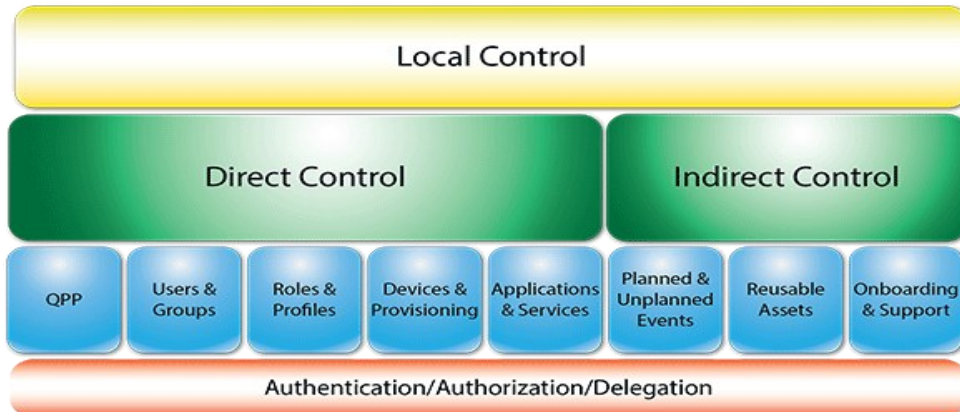 Local Control
Direct Control
Indirect Control
QPP
Users &
Groups
Roles &
Profiles
Devices &
Provisioning
Applications
& Services
Planned &
Unplanned
Events
Reusable
Assets
Onboarding
& Support
Authentication/Authorization/Delegation